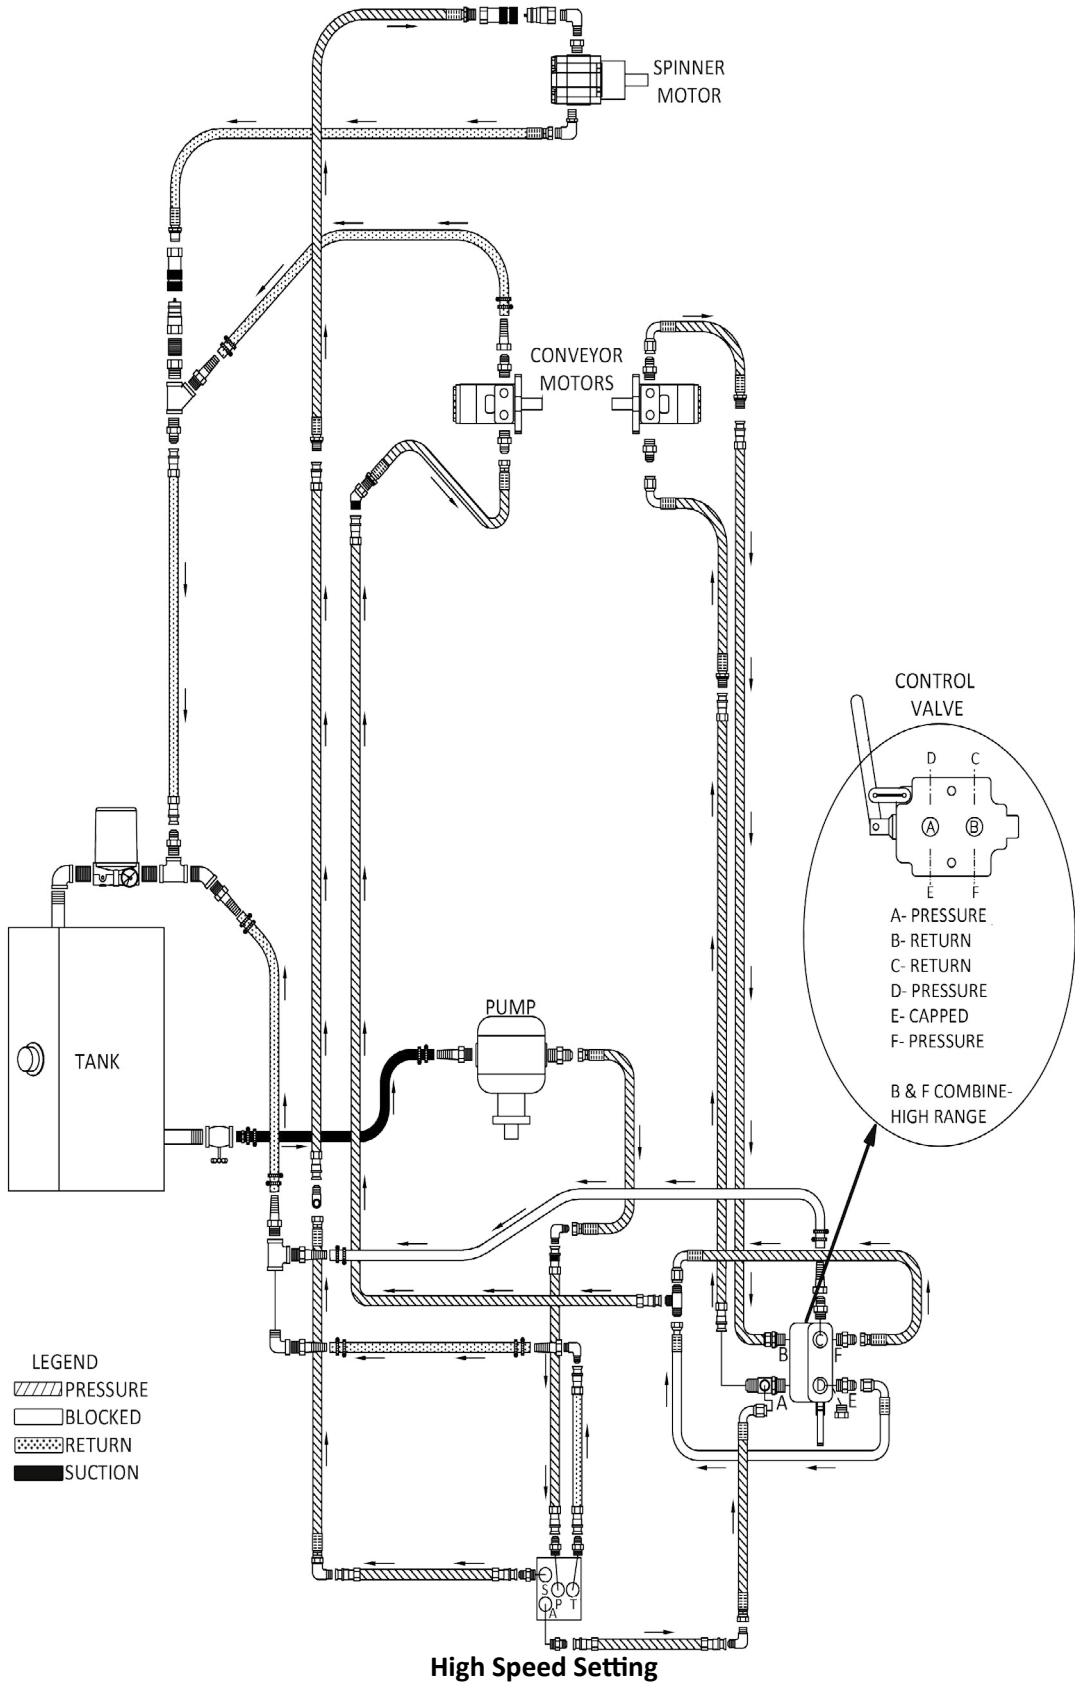 SPINNER
MOTOR
CONVEYOR
MOTORS
CONTROL
VALVE
D C
A B
E F
A- PRESSURE
B- RETURN
C- RETURN
D- PRESSURE
E- CAPPED
F- PRESSURE
B & F COMBINE-
HIGH RANGE
PUMP
TANK
B C F
A D E
LEGEND
PRESSURE
BLOCKED
RETURN
SUCTION
S P T
A
High Speed Setting